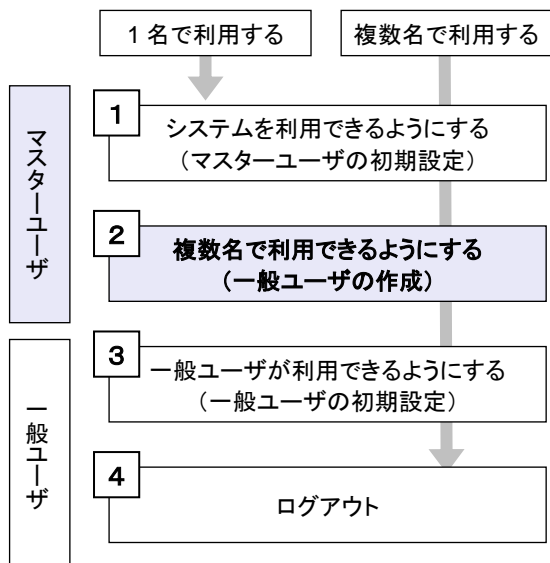 1 名で利用する
複数名で利用する
マスターユーザ
1
システムを利用できるようにする
(マスターユーザの初期設定)
2
複数名で利用できるようにする
(一般ユーザの作成)
一般ユーザ
3
一般ユーザが利用できるようにする
(一般ユーザの初期設定)
4
ログアウト